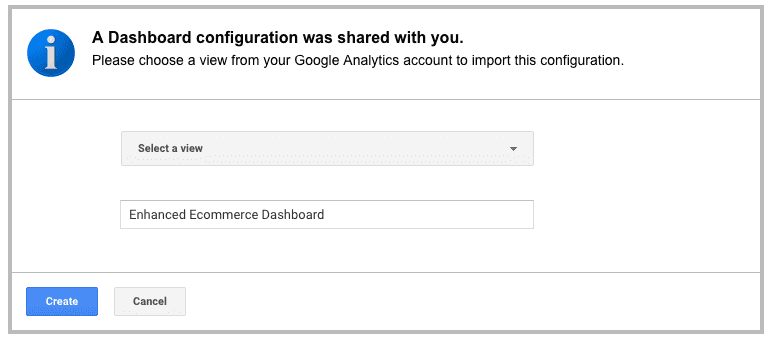 A Dashboard configuration was shared with you.
Please choose a view from your Google Analytics account to import this configuration.
Select a view
Enhanced Ecommerce Dashboard
Create Cancel